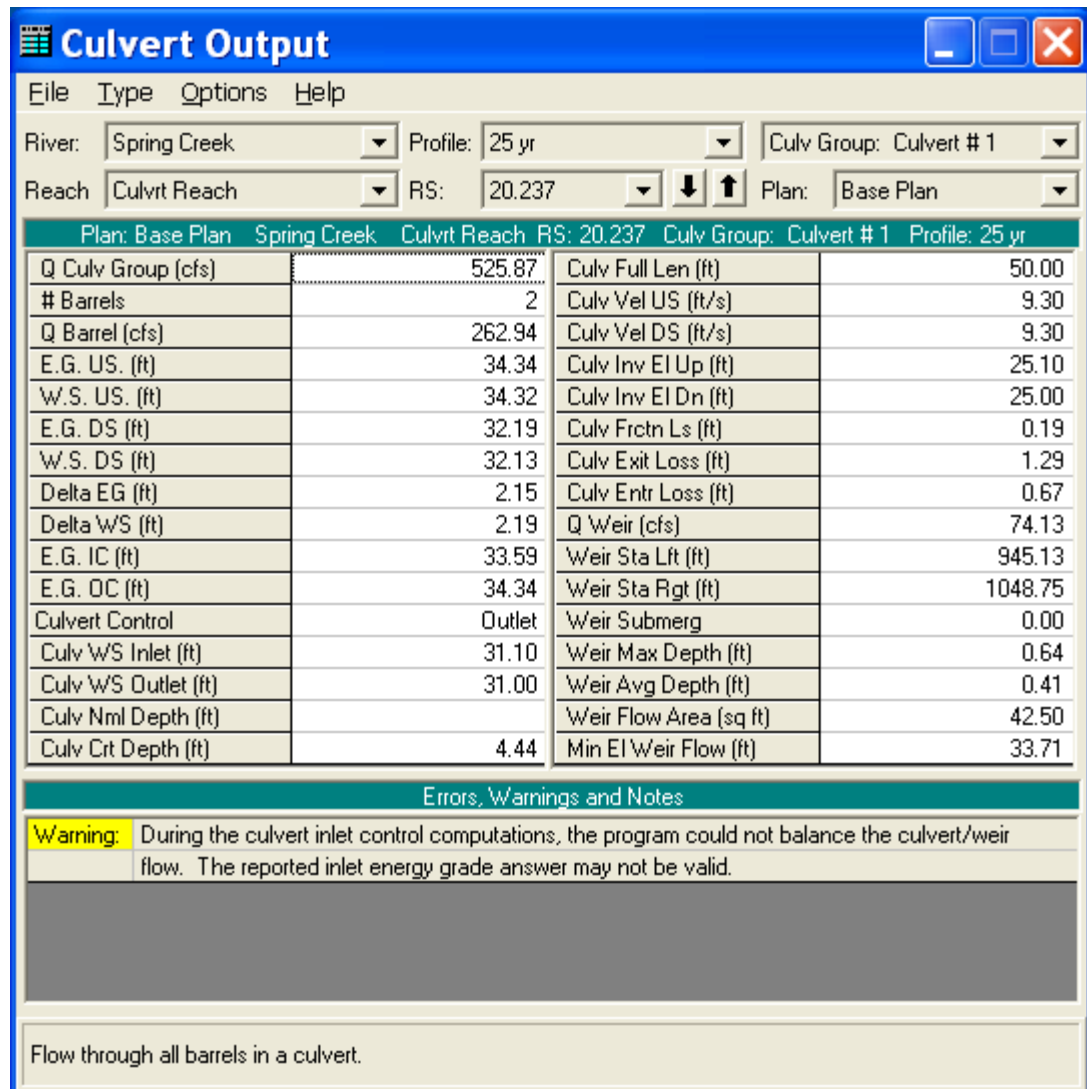 Culvert Output
File Type Options Help
River: Spring Creek Profile: 25 yr Culv Group: Culvert # 1
Reach Culvrt Reach RS: 20.237 Plan: Base Plan
Plan: Base Plan Spring Creek Culvrt Reach RS: 20.237 Culv Group: Culvert # 1 Profile: 25 yr
Q Culv Group (cfs) 525.87 Culv Full Len (ft) 50.00
# Barrels 2 Culv Vel US (ft/s) 9.30
Q Barrel (cfs) 262.94 Culv Vel DS (ft/s) 9.30
E.G. US. (ft) 34.34 Culv Inv El Up (ft) 25.10
W.S. US. (ft) 34.32 Culv Inv El Dn (ft) 25.00
E.G. DS (ft) 32.19 Culv Frctn Ls (ft) 0.19
W.S. DS (ft) 32.13 Culv Exit Loss (ft) 1.29
Delta EG (ft) 2.15 Culv Entr Loss (ft) 0.67
Delta WS (ft) 2.19 Q Weir (cfs) 74.13
E.G. IC (ft) 33.59 Weir Sta Lft (ft) 945.13
E.G. OC (ft) 34.34 Weir Sta Rgt (ft) 1048.75
Culvert Control Outlet Weir Submerg 0.00
Culv WS Inlet (ft) 31.10 Weir Max Depth (ft) 0.64
Culv WS Outlet (ft) 31.00 Weir Avg Depth (ft) 0.41
Culv Nml Depth (ft) Weir Flow Area (sq ft) 42.50
Culv Crt Depth (ft) 4.44 Min El Weir Flow (ft) 33.71
Errors, Warnings and Notes
Warning: During the culvert inlet control computations, the program could not balance the culvert/weir
flow. The reported inlet energy grade answer may not be valid.
Flow through all barrels in a culvert.